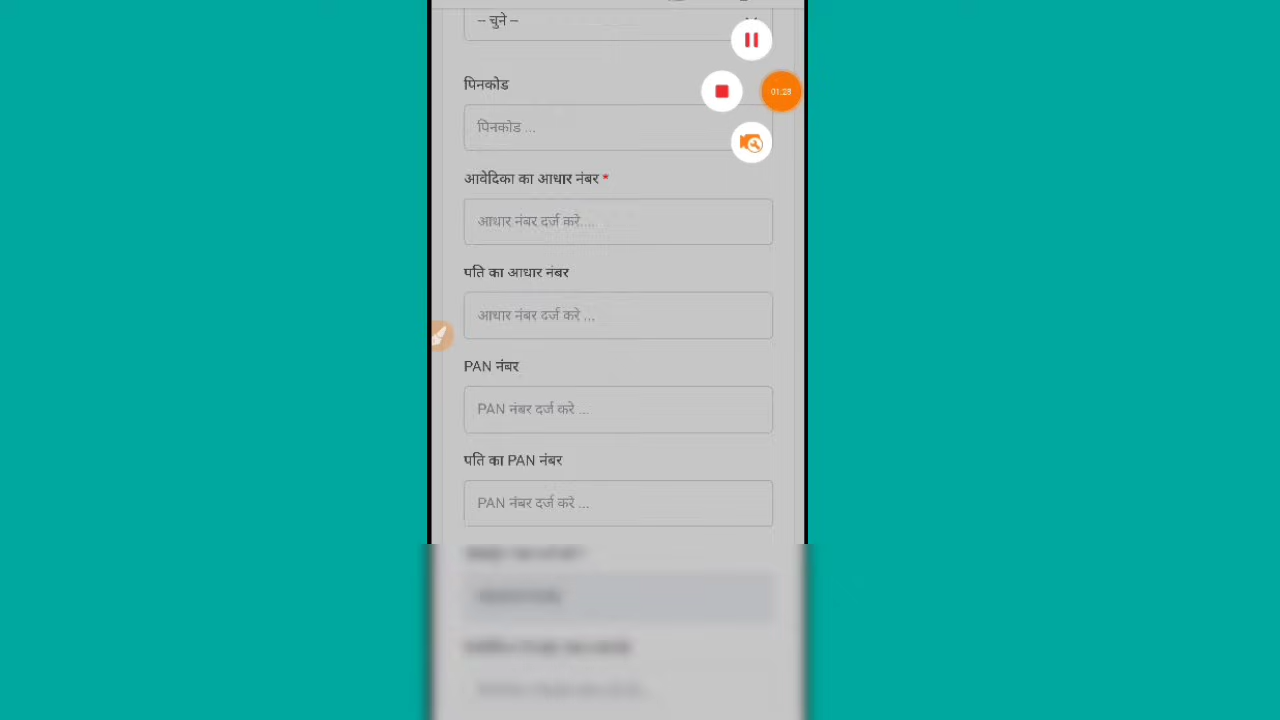 -- चुने --
पिनकोड
पिनकोड ...
01:23
आवेदिका का आधार नंबर *
आधार नंबर दर्ज करे....
पति का आधार नंबर
आधार नंबर दर्ज करे ...
PAN नंबर
PAN नंबर दर्ज करे ...
पति का PAN नंबर
PAN नंबर दर्ज करे ...